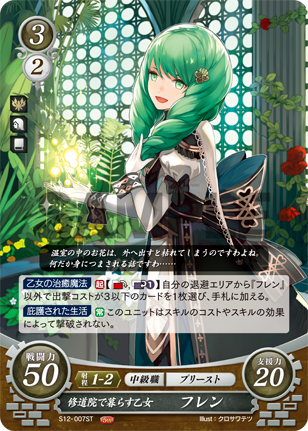 3
2
温室の中のお花は、外へ出すと枯れてしまうのですわよね。
何だか身につまされる話ですわ……
乙女の治癒魔法 起 【 、 1】自分の退避エリアから『フレン』
以外で出撃コストが3以下のカードを1枚選び、手札に加える。
庇護された生活 常 このユニットはスキルのコストやスキルの効果
によって撃破されない。
戦闘力
50
射程
1-2
中級職
プリースト
支援力
20
修道院で暮らす乙女 フレン
S12-007ST
Illust:クロサワテツ